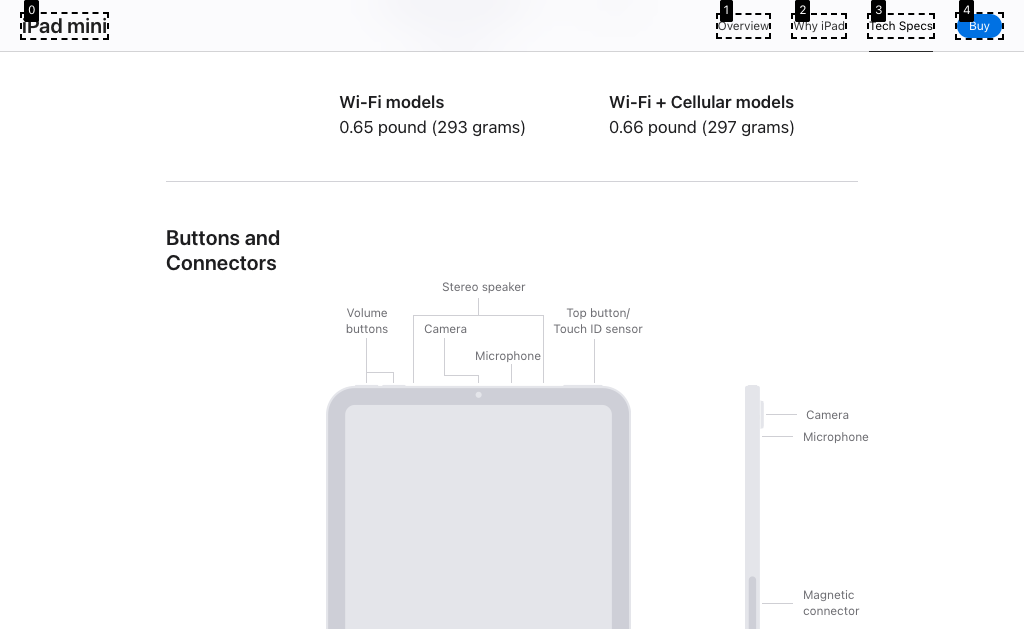 iPad mini
Overview
Why iPad
Tech Specs
Buy
0
1
2
3
4
Wi-Fi models
0.65 pound (293 grams)
Wi-Fi + Cellular models
0.66 pound (297 grams)
Buttons and
Connectors
Stereo speaker
Volume
buttons
Camera
Top button/
Touch ID sensor
Microphone
Camera
Microphone
Magnetic
connector